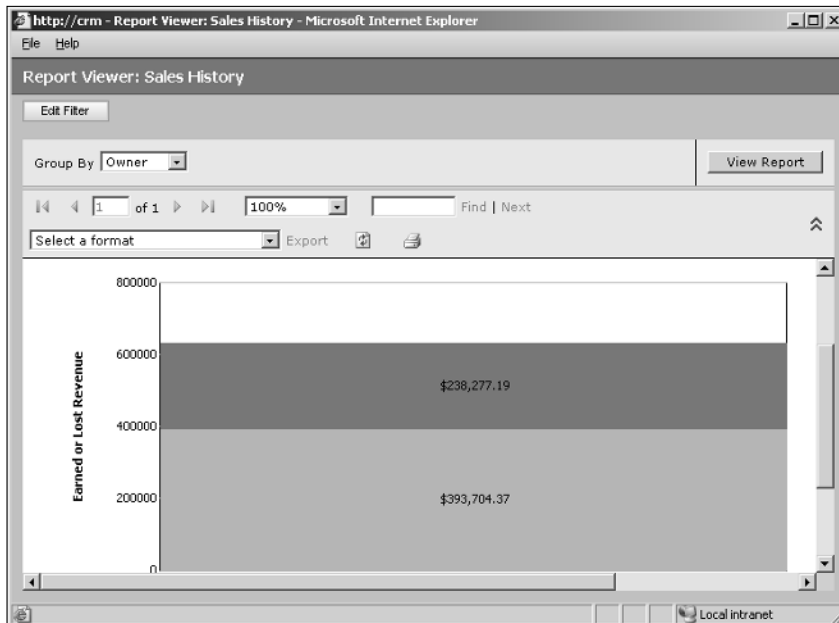 http://crm - Report Viewer: Sales History - Microsoft Internet Explorer
File Help
Report Viewer: Sales History
Edit Filter
Group By Owner View Report
1 of 1 100% Find | Next
Select a format Export
800000
600000
$238,277.19
400000
Earned or Lost Revenue
200000
$393,704.37
0
Local intranet